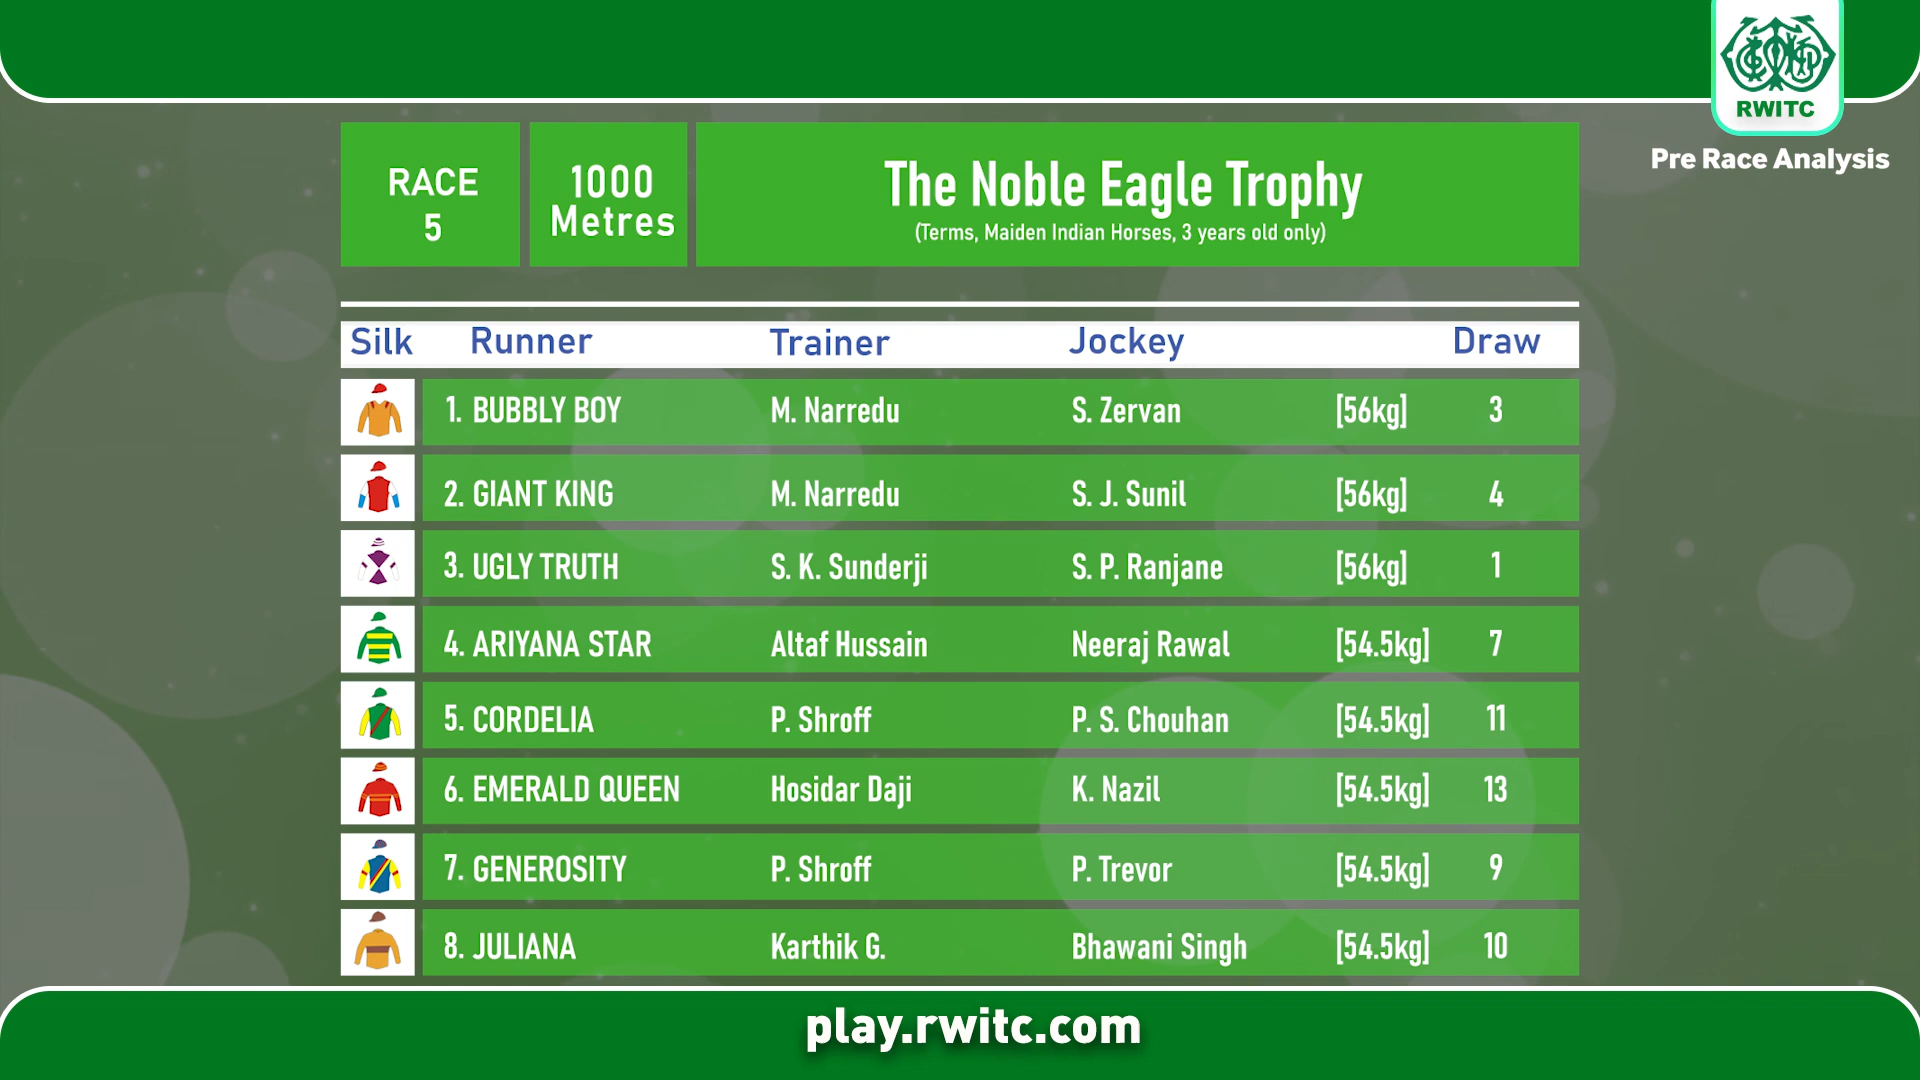 RWITC
Pre Race Analysis
RACE
5
1000
Metres
The Noble Eagle Trophy
(Terms, Maiden Indian Horses, 3 years old only)
Silk Runner Trainer Jockey Draw
1. BUBBLY BOY M. Narredu S. Zervan [56kg] 3
2. GIANT KING M. Narredu S. J. Sunil [56kg] 4
3. UGLY TRUTH S. K. Sunderji S. P. Ranjane [56kg] 1
4. ARIYANA STAR Altaf Hussain Neeraj Rawal [54.5kg] 7
5. CORDELIA P. Shroff P. S. Chouhan [54.5kg] 11
6. EMERALD QUEEN Hosidar Daji K. Nazil [54.5kg] 13
7. GENEROSITY P. Shroff P. Trevor [54.5kg] 9
8. JULIANA Karthik G. Bhawani Singh [54.5kg] 10
play.rwitc.com